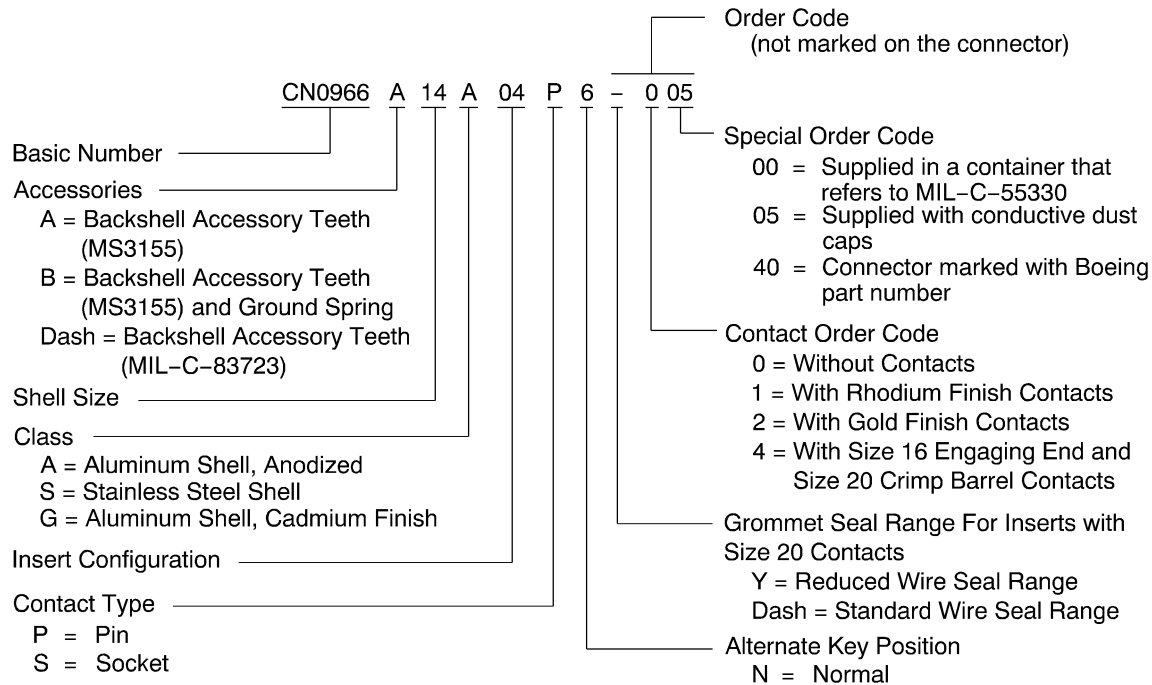 Order Code
(not marked on the connector)
CN0966 A 14 A 04 P 6 – 0 05
Basic Number
Accessories
A = Backshell Accessory Teeth
(MS3155)
B = Backshell Accessory Teeth
(MS3155) and Ground Spring
Dash = Backshell Accessory Teeth
(MIL–C–83723)
Shell Size
Class
A = Aluminum Shell, Anodized
S = Stainless Steel Shell
G = Aluminum Shell, Cadmium Finish
Insert Configuration
Contact Type
P = Pin
S = Socket
Special Order Code
00 = Supplied in a container that
refers to MIL–C–55330
05 = Supplied with conductive dust
caps
40 = Connector marked with Boeing
part number
Contact Order Code
0 = Without Contacts
1 = With Rhodium Finish Contacts
2 = With Gold Finish Contacts
4 = With Size 16 Engaging End and
Size 20 Crimp Barrel Contacts
Grommet Seal Range For Inserts with
Size 20 Contacts
Y = Reduced Wire Seal Range
Dash = Standard Wire Seal Range
Alternate Key Position
N = Normal